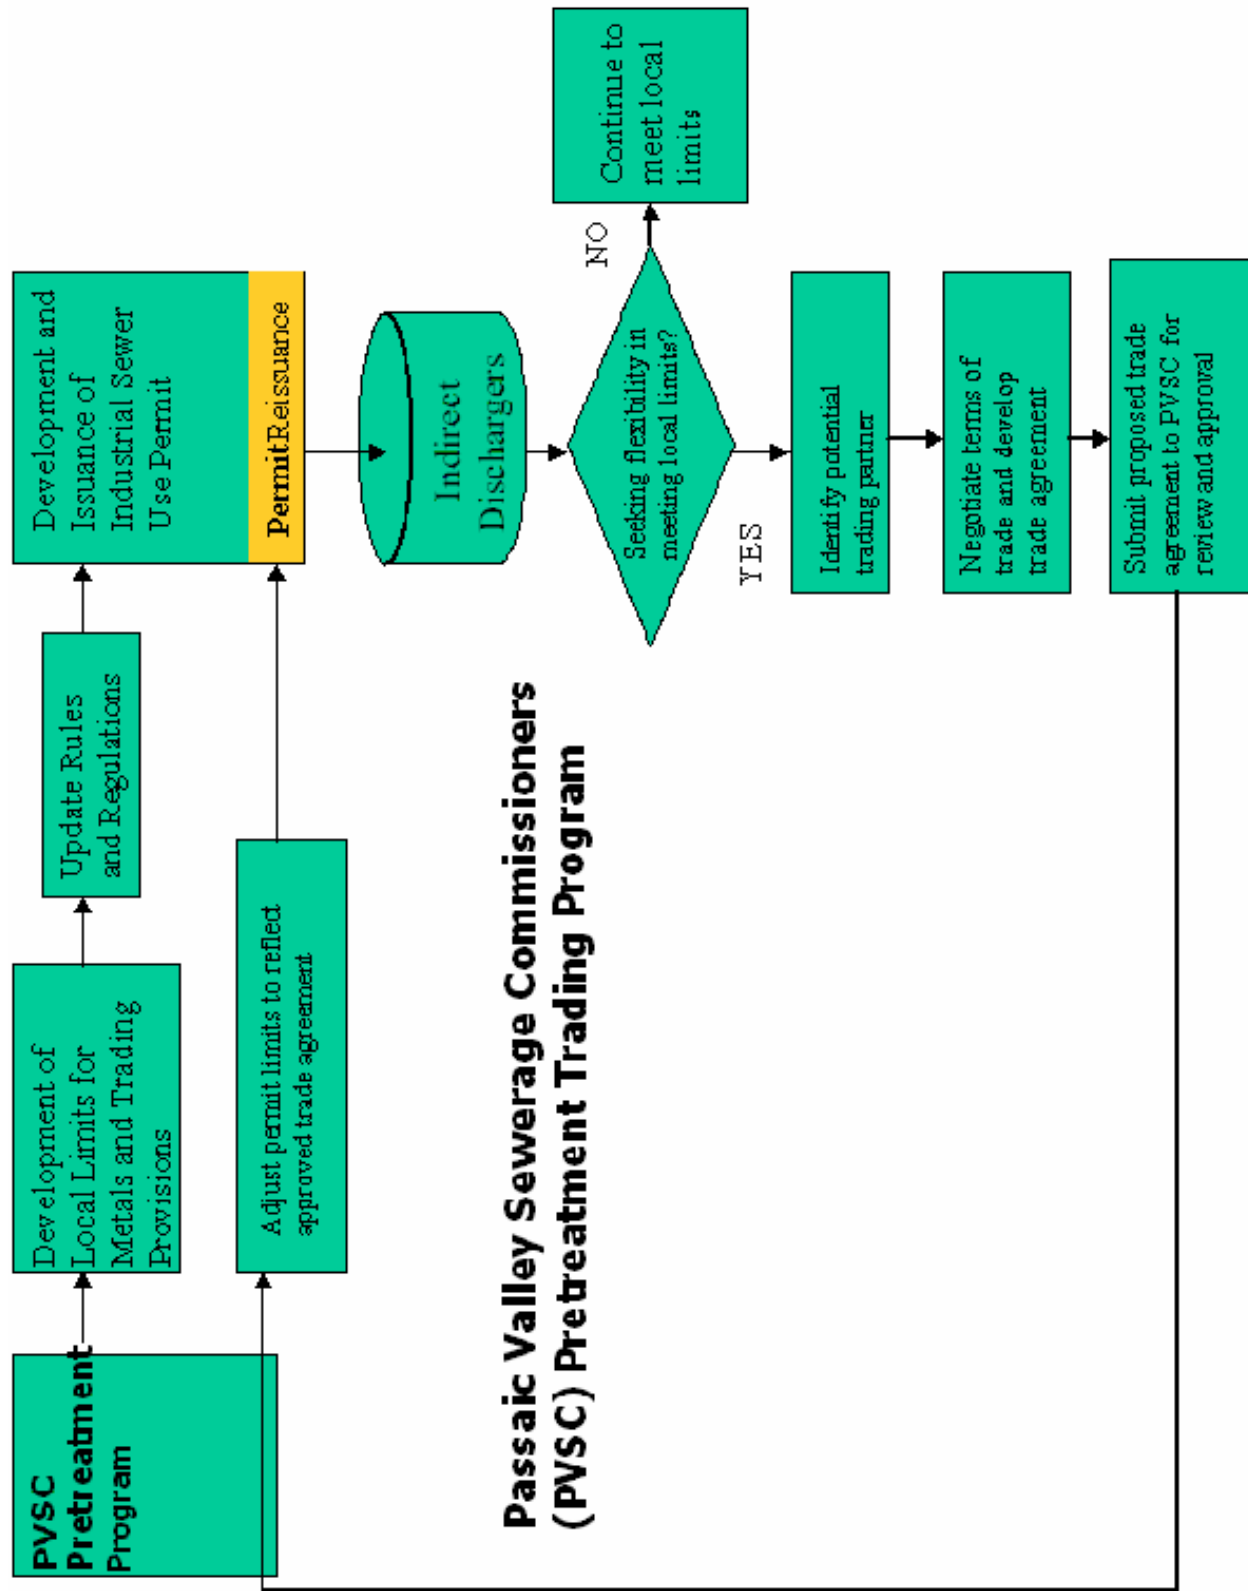 PVSC
Pretreatment
Program
Development of
Local Limits for
Metals and Trading
Provisions
Update Rules
and Regulations
Development and
Issuance of
Industrial Sewer
Use Permit
Permit Reissuance
Adjust permit limits to reflect
approved trade agreement
Indirect
Dischargers
Seeking flexibility in
meeting local limits?
NO
Continue to
meet local
limits
YES
Identify potential
trading partner
Negotiate terms of
trade and develop
trade agreement
Submit proposed trade
agreement to PVSC for
review and approval
Passaic Valley Sewerage Commissioners
(PVSC) Pretreatment Trading Program